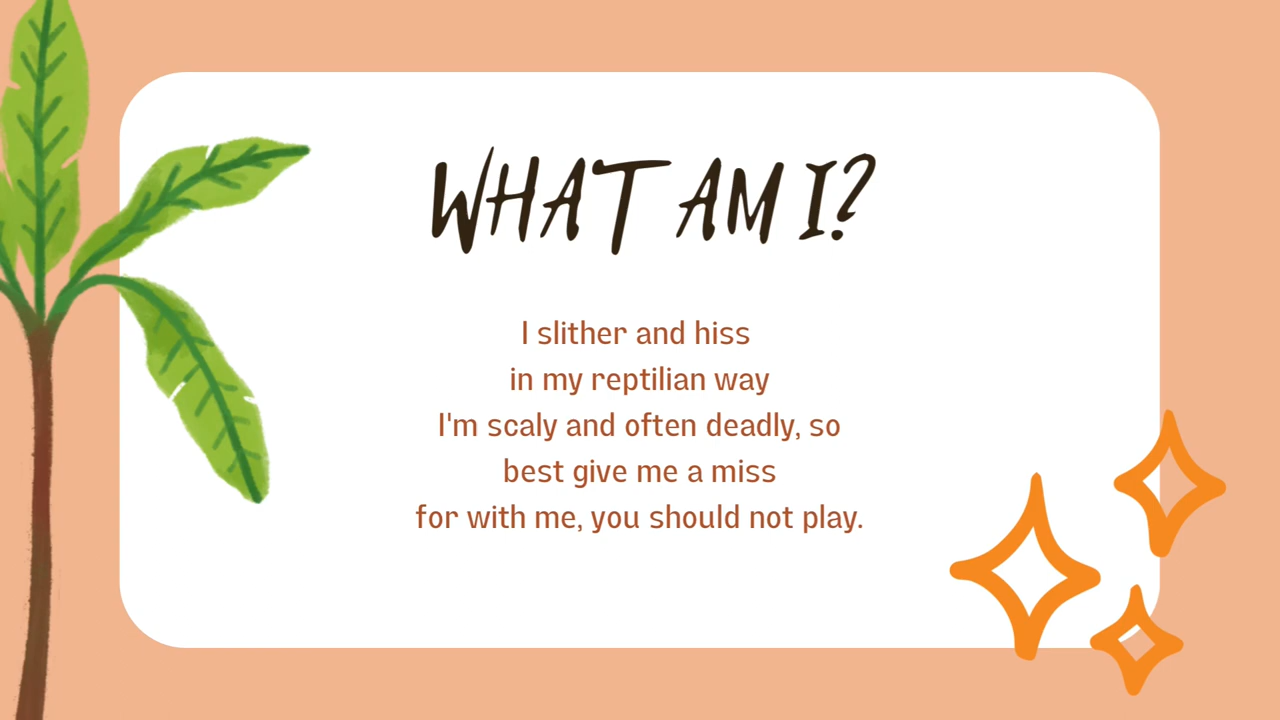 WHAT AM I?
I slither and hiss
in my reptilian way
I'm scaly and often deadly, so
best give me a miss
for with me, you should not play.